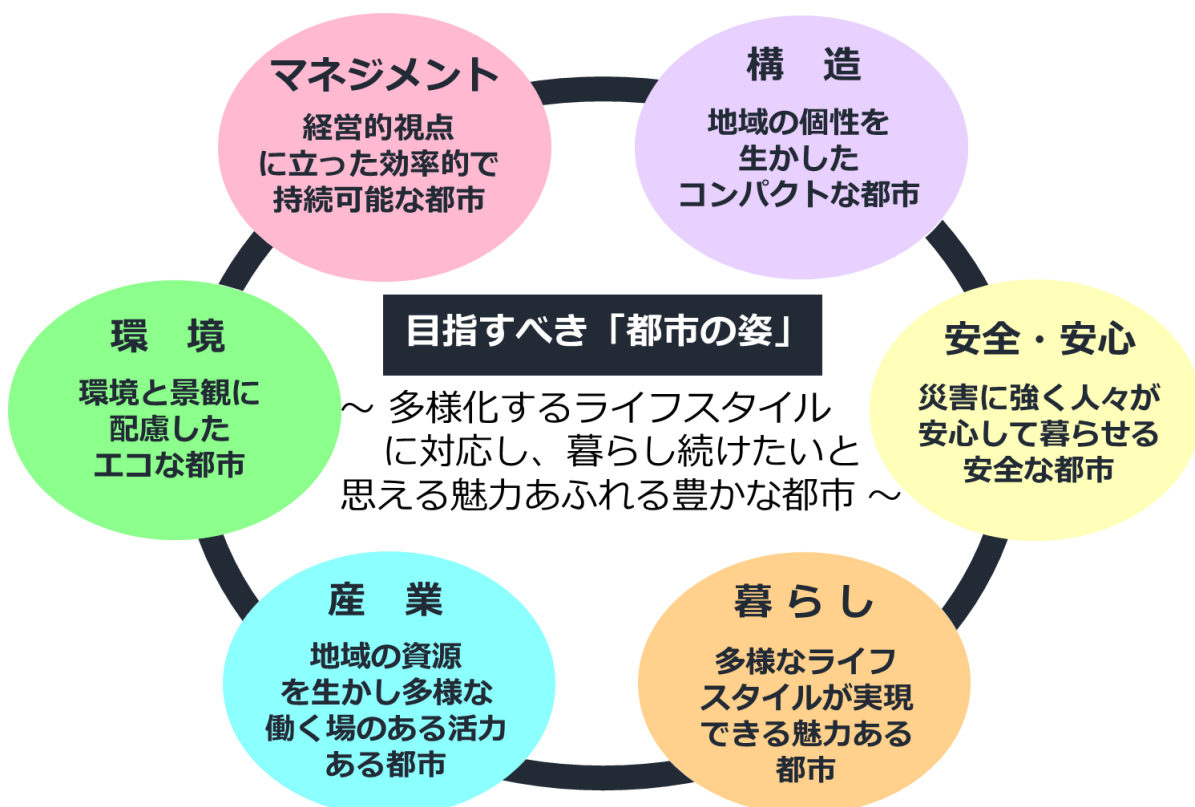 マネジメント
経営的視点
に立った効率的で
持続可能な都市
構　造
地域の個性を
生かした
コンパクトな都市
目指すべき「都市の姿」
～ 多様化するライフスタイル
に対応し、暮らし続けたいと
思える魅力あふれる豊かな都市 ～
環　境
環境と景観に
配慮した
エコな都市
安全・安心
災害に強く人々が
安心して暮らせる
安全な都市
産　業
地域の資源
を生かし多様な
働く場のある活力
ある都市
暮 ら し
多様なライフ
スタイルが実現
できる魅力ある
都市